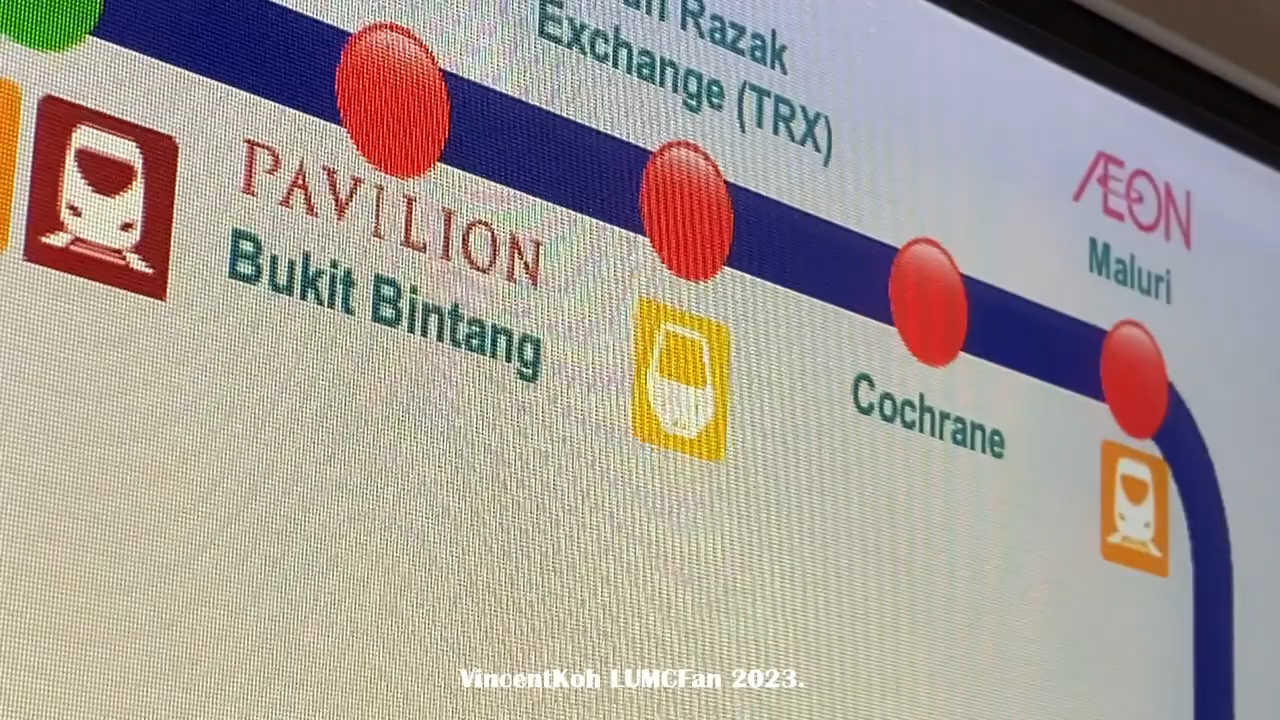 Razak
Exchange (TRX)
ÆON
Maluri
PAVILION
Bukit Bintang
Cochrane
VincentKoh LUMCFan 2023.